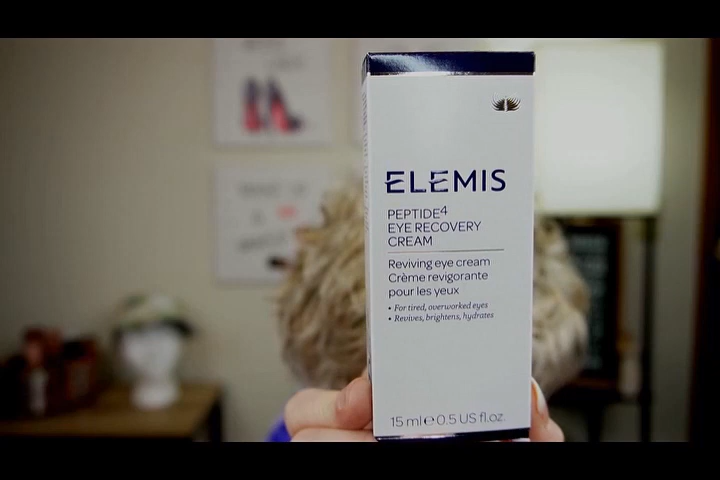 ELEMIS
PEPTIDE4
EYE RECOVERY
CREAM
Reviving eye cream
Crème revigorante
pour les yeux
• For tired, overworked eyes
• Revives, brightens, hydrates
15 ml e 0.5 US fl.oz.